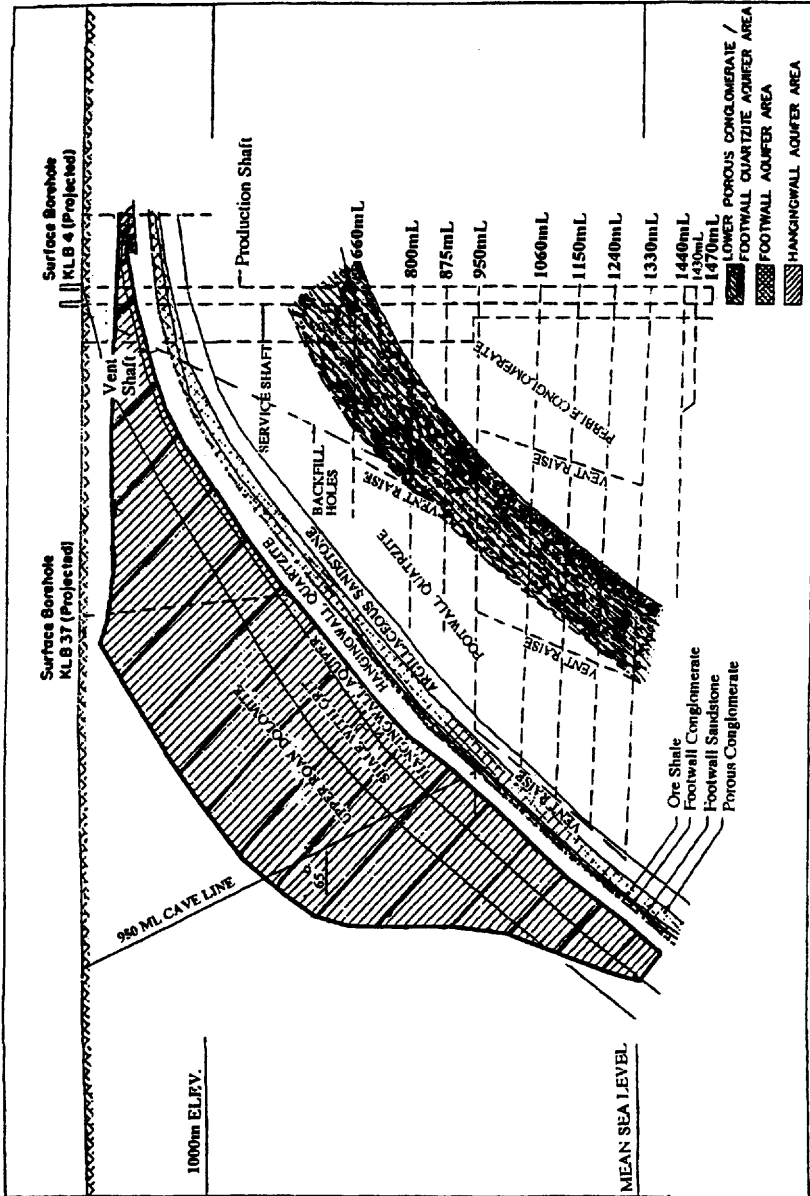 Surface Borehole
KLB 37 (Projected)
Surface Borehole
KLB 4 (Projected)
Vent
Shaft
Production Shaft
SERVICE SHAFT
BACKFILL
HOLES
VENT RAISE
950 ML CAVE LINE
65°
UPPER ROAN DOLOMITE
SHALE WITH GRIT
HANGINGWALL AQUIFER
HANGINGWALL QUARTZITE
ARGILLACEOUS SANDSTONE
FOOTWALL QUATRZITE
PEBBLE CONGLOMERATE
VENT RAISE
VENT RAISE
VENT RAISE
660mL
800mL
875mL
950mL
1060mL
1150mL
1240mL
1330mL
1440mL
1430mL
1470mL
1000m ELEV.
MEAN SEA LEVEL
Ore Shale
Footwall Conglomerate
Footwall Sandstone
Porous Conglomerate
LOWER POROUS CONGLOMERATE /
FOOTWALL QUARTZITE AQUIFER AREA
FOOTWALL AQUIFER AREA
HANGINGWALL AQUIFER AREA